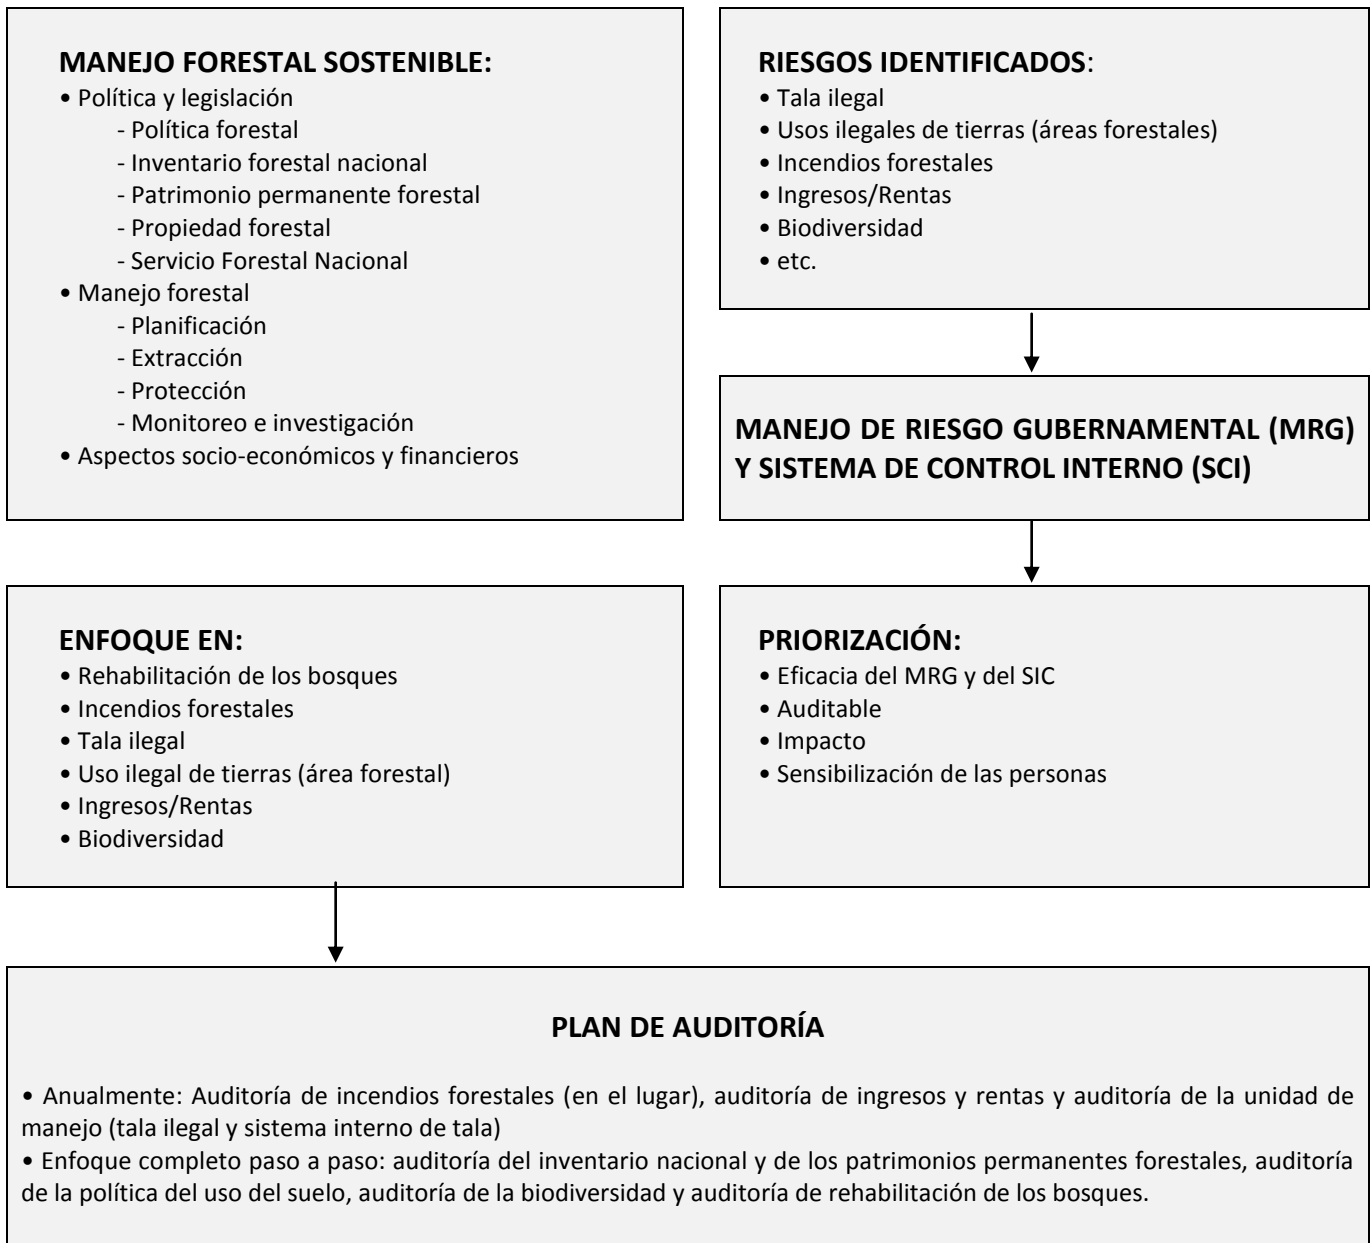 MANEJO FORESTAL SOSTENIBLE:
• Política y legislación
- Política forestal
- Inventario forestal nacional
- Patrimonio permanente forestal
- Propiedad forestal
- Servicio Forestal Nacional
• Manejo forestal
- Planificación
- Extracción
- Protección
- Monitoreo e investigación
• Aspectos socio-económicos y financieros
RIESGOS IDENTIFICADOS:
• Tala ilegal
• Usos ilegales de tierras (áreas forestales)
• Incendios forestales
• Ingresos/Rentas
• Biodiversidad
• etc.
MANEJO DE RIESGO GUBERNAMENTAL (MRG)
Y SISTEMA DE CONTROL INTERNO (SCI)
ENFOQUE EN:
• Rehabilitación de los bosques
• Incendios forestales
• Tala ilegal
• Uso ilegal de tierras (área forestal)
• Ingresos/Rentas
• Biodiversidad
PRIORIZACIÓN:
• Eficacia del MRG y del SIC
• Auditable
• Impacto
• Sensibilización de las personas
PLAN DE AUDITORÍA
• Anualmente: Auditoría de incendios forestales (en el lugar), auditoría de ingresos y rentas y auditoría de la unidad de
manejo (tala ilegal y sistema interno de tala)
• Enfoque completo paso a paso: auditoría del inventario nacional y de los patrimonios permanentes forestales, auditoría
de la política del uso del suelo, auditoría de la biodiversidad y auditoría de rehabilitación de los bosques.